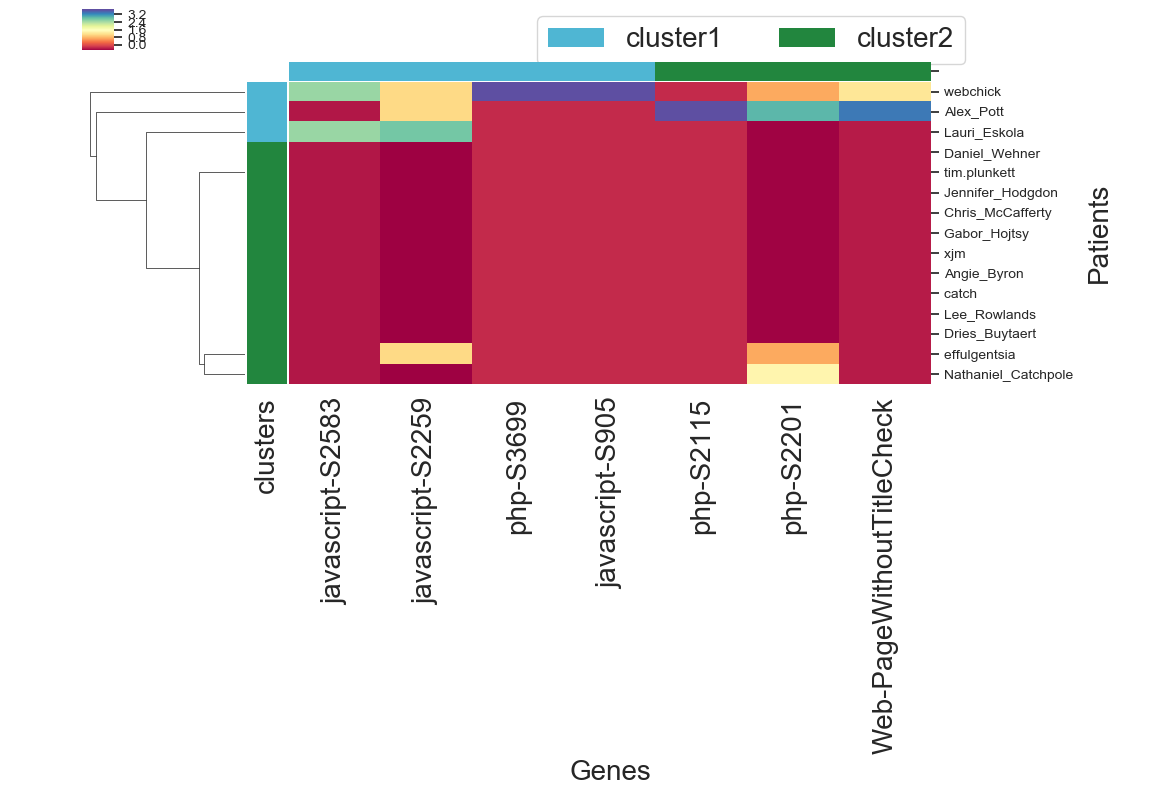 3.2
2.4
1.6
0.8
0.0
cluster1 cluster2
webchick
Alex_Pott
Lauri_Eskola
Daniel_Wehner
tim.plunkett
Jennifer_Hodgdon
Chris_McCafferty
Gabor_Hojtsy
xjm
Angie_Byron
catch
Lee_Rowlands
Dries_Buytaert
effulgentsia
Nathaniel_Catchpole
Patients
clusters
javascript-S2583
javascript-S2259
php-S3699
javascript-S905
php-S2115
php-S2201
Web-PageWithoutTitleCheck
Genes